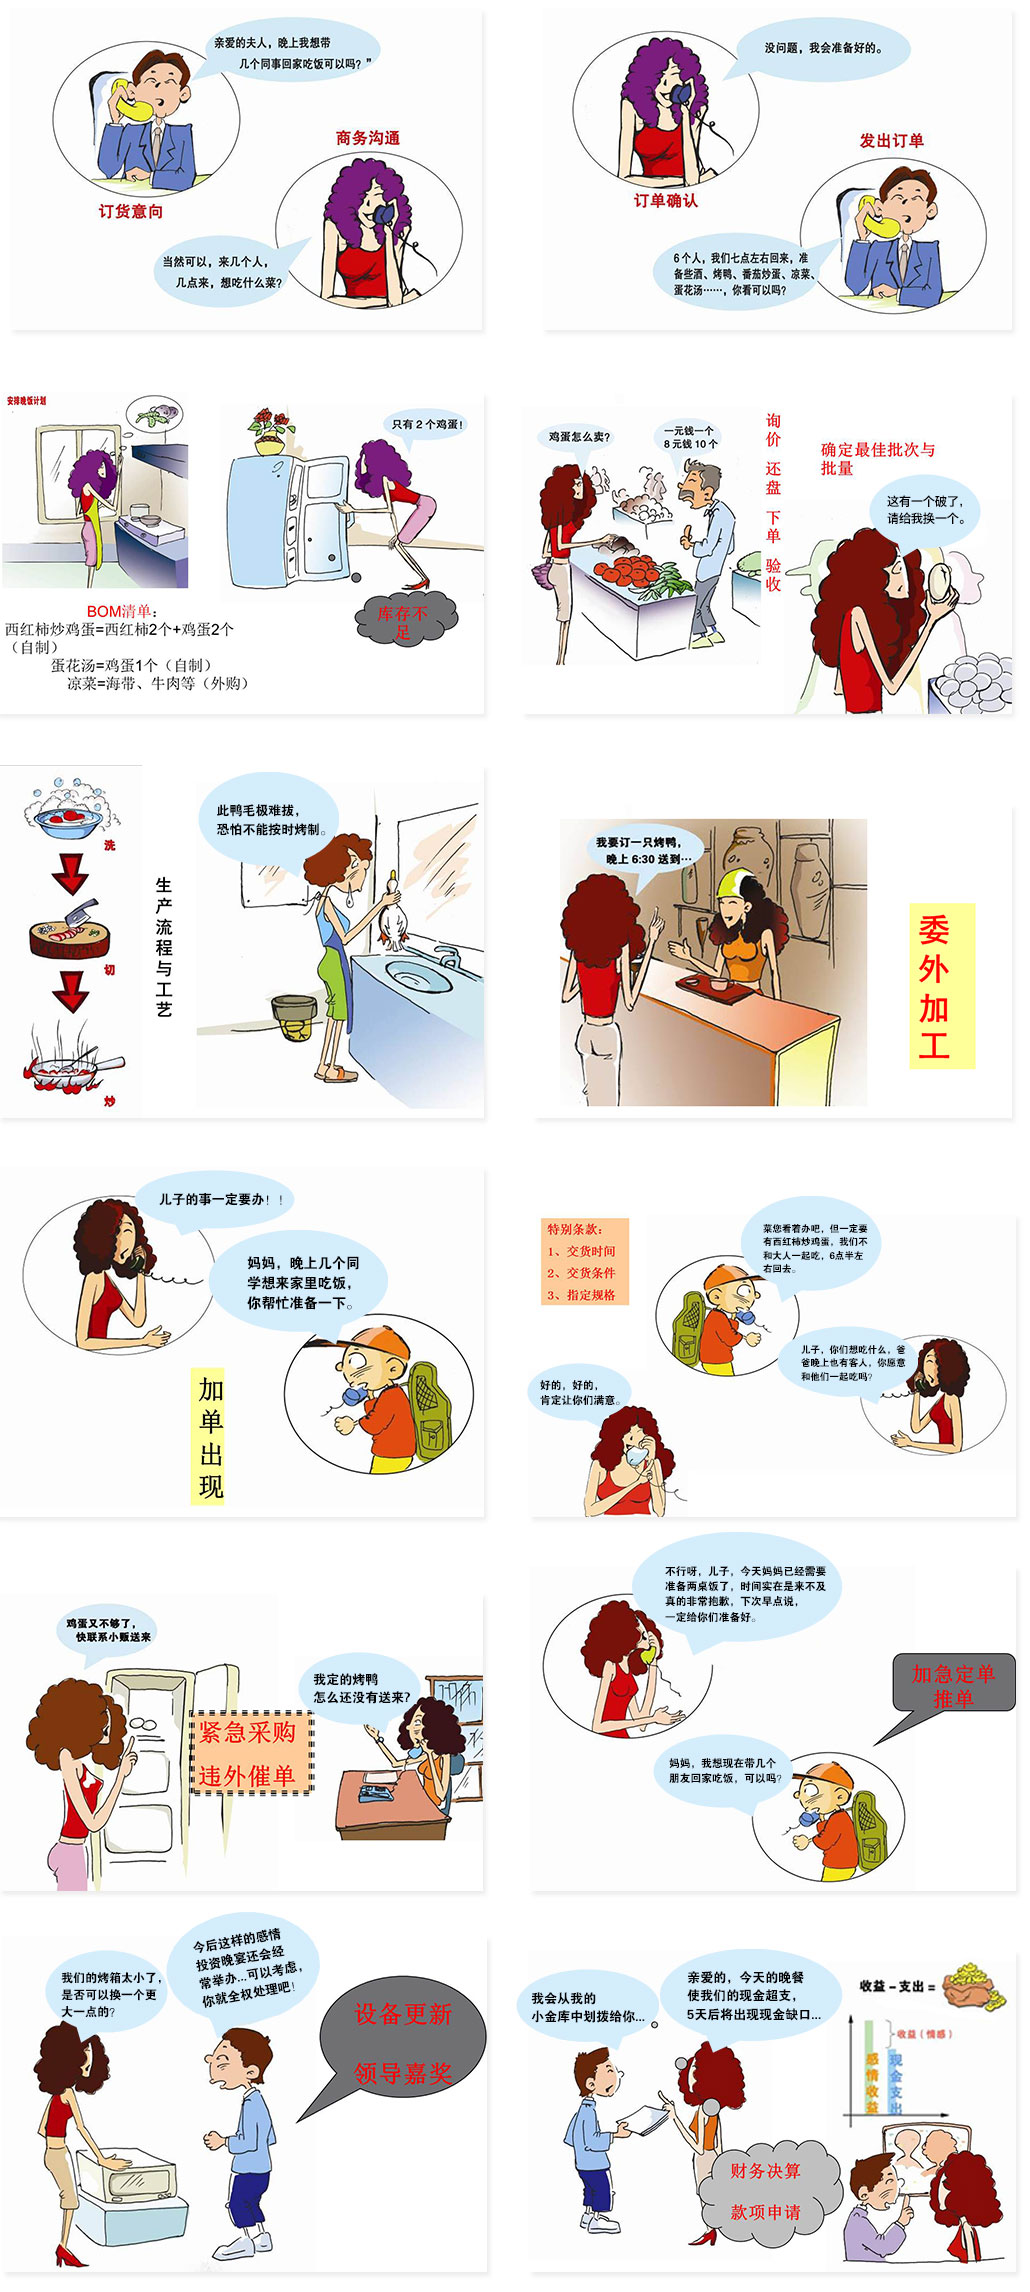 亲爱的夫人，晚上我想带
几个同事回家吃饭可以吗？”
商务沟通
订货意向
当然可以，来几个人，
几点来，想吃什么菜？
没问题，我会准备好的。
发出订单
订单确认
6个人，我们七点左右回来，准
备些酒、烤鸭、番茄炒蛋、凉菜、
蛋花汤……，你看可以吗？
安排晚饭计划
只有2个鸡蛋！
库存不
足
BOM清单：
西红柿炒鸡蛋=西红柿2个+鸡蛋2个
（自制）
蛋花汤=鸡蛋1个（自制）
凉菜=海带、牛肉等（外购）
鸡蛋怎么卖？
一元钱一个
8元钱10个
询价 还盘 下单 验收
确定最佳批次与
批量
这有一个破了，
请给我换一个。
洗
切
炒
生产流程与工艺
此鸭毛极难拔，
恐怕不能按时烤制。
我要订一只烤鸭，
晚上6:30送到…
委外加工
儿子的事一定要办！！
妈妈，晚上几个同
学想来家里吃饭，
你帮忙准备一下。
加单出现
特别条款：
1、交货时间
2、交货条件
3、指定规格
菜您看着办吧，但一定要
有西红柿炒鸡蛋，我们不
和大人一起吃，6点半左
右回去。
儿子，你们想吃什么，爸
爸晚上也有客人，你愿意
和他们一起吃吗？
好的，好的，
肯定让你们满意。
鸡蛋又不够了，
快联系小贩送来
紧急采购
违外催单
我定的烤鸭
怎么还没有送来？
不行呀，儿子，今天妈妈已经需要
准备两桌饭了，时间实在是来不及
真的非常抱歉，下次早点说，
一定给你们准备好。
加急定单
推单
妈妈，我想现在带几个
朋友回家吃饭，可以吗？
我们的烤箱太小了，
是否可以换一个更
大一点的？
今后这样的感情
投资晚宴还会经
常举办...可以考虑，
你就全权处理吧！
设备更新
领导嘉奖
我会从我的
小金库中划拨给你...
亲爱的，今天的晚餐
使我们的现金超支，
5天后将出现现金缺口...
财务决算
款项申请
收益－支出＝
收益（情感）
感情收益
现金支出